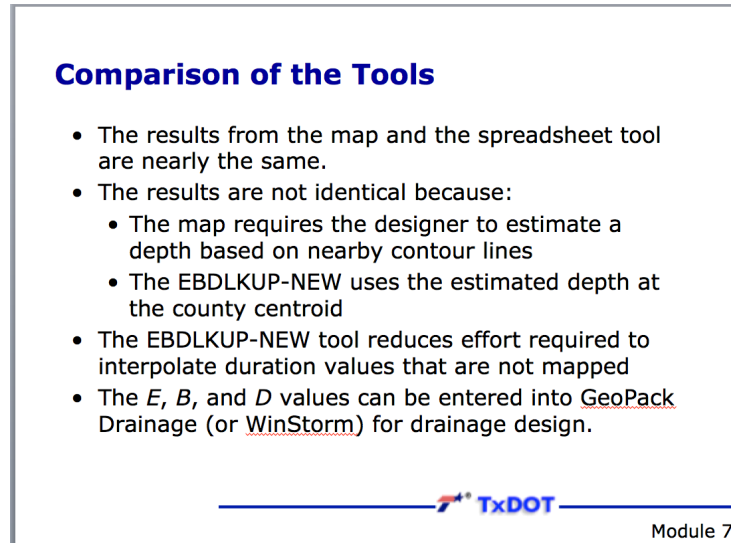 Comparison of the Tools
• The results from the map and the spreadsheet tool
are nearly the same.
• The results are not identical because:
• The map requires the designer to estimate a
depth based on nearby contour lines
• The EBDLKUP-NEW uses the estimated depth at
the county centroid
• The EBDLKUP-NEW tool reduces effort required to
interpolate duration values that are not mapped
• The E, B, and D values can be entered into GeoPack
Drainage (or WinStorm) for drainage design.
TxDOT
Module 7